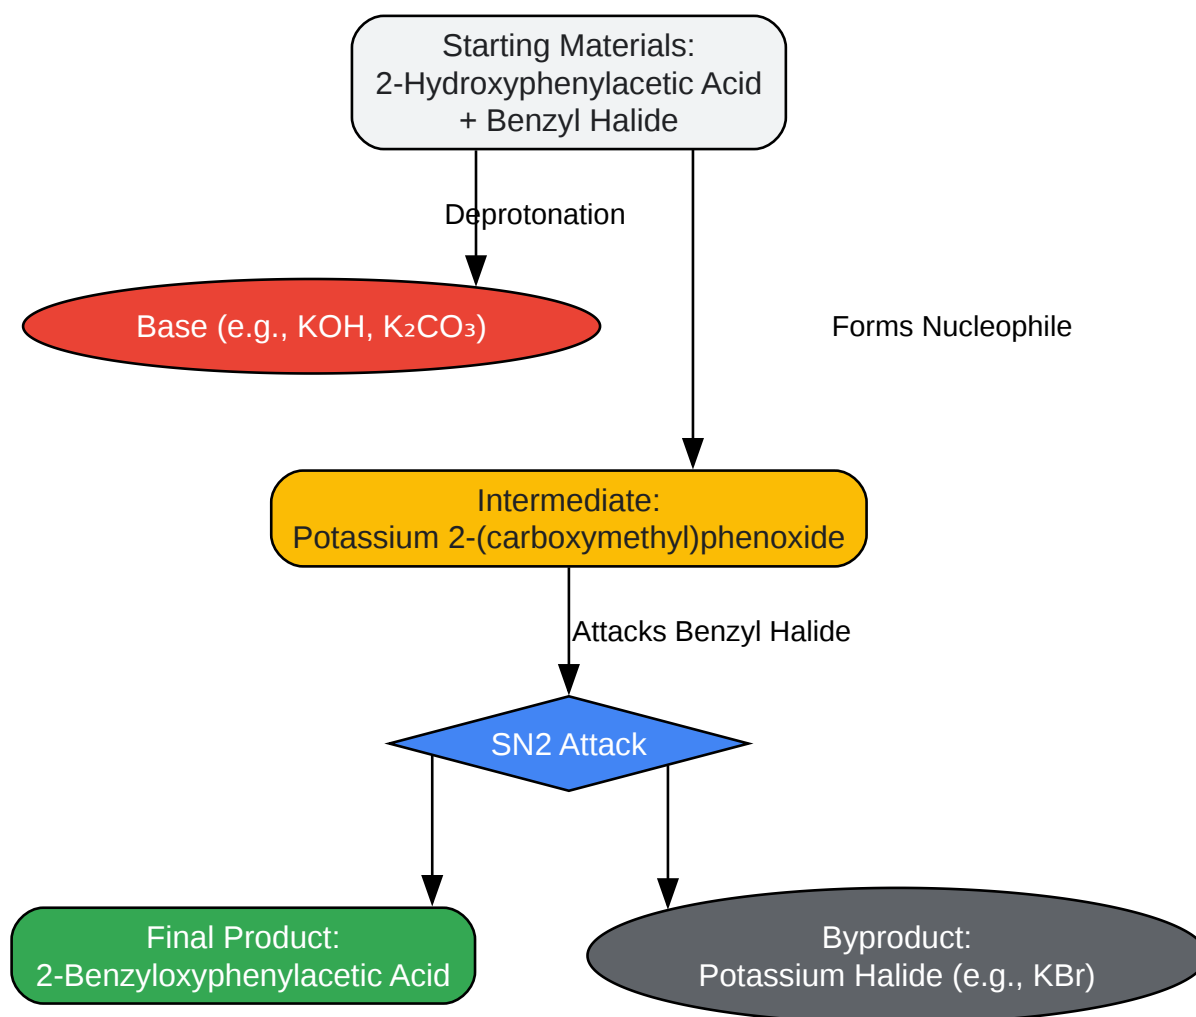 Starting Materials:
2-Hydroxyphenylacetic Acid
+ Benzyl Halide
Deprotonation
Base (e.g., KOH, K₂CO₃)
Forms Nucleophile
Intermediate:
Potassium 2-(carboxymethyl)phenoxide
Attacks Benzyl Halide
SN2 Attack
Final Product:
2-Benzyloxyphenylacetic Acid
Byproduct:
Potassium Halide (e.g., KBr)